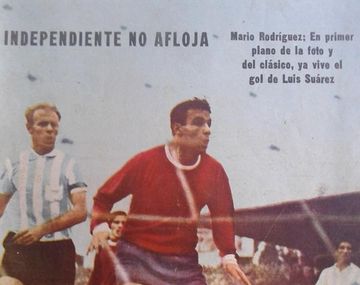 INDEPENDIENTE NO AFLOJA
Mario Rodríguez: En primer
plano de la foto y
del clásico, ya vive el
gol de Luis Suárez